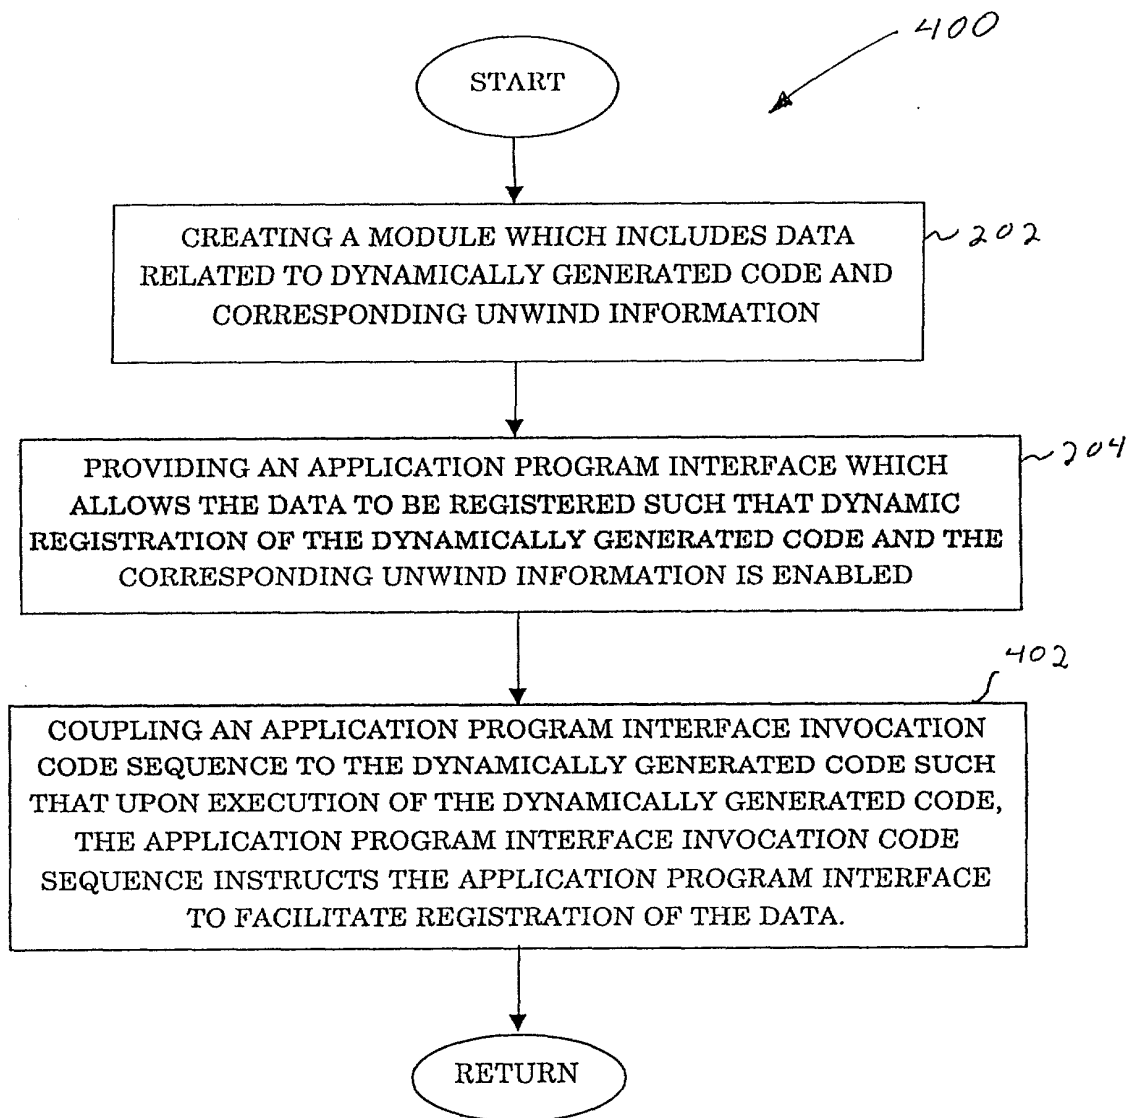 400
START
CREATING A MODULE WHICH INCLUDES DATA
RELATED TO DYNAMICALLY GENERATED CODE AND
CORRESPONDING UNWIND INFORMATION
202
PROVIDING AN APPLICATION PROGRAM INTERFACE WHICH
ALLOWS THE DATA TO BE REGISTERED SUCH THAT DYNAMIC
REGISTRATION OF THE DYNAMICALLY GENERATED CODE AND THE
CORRESPONDING UNWIND INFORMATION IS ENABLED
204
402
COUPLING AN APPLICATION PROGRAM INTERFACE INVOCATION
CODE SEQUENCE TO THE DYNAMICALLY GENERATED CODE SUCH
THAT UPON EXECUTION OF THE DYNAMICALLY GENERATED CODE,
THE APPLICATION PROGRAM INTERFACE INVOCATION CODE
SEQUENCE INSTRUCTS THE APPLICATION PROGRAM INTERFACE
TO FACILITATE REGISTRATION OF THE DATA.
RETURN